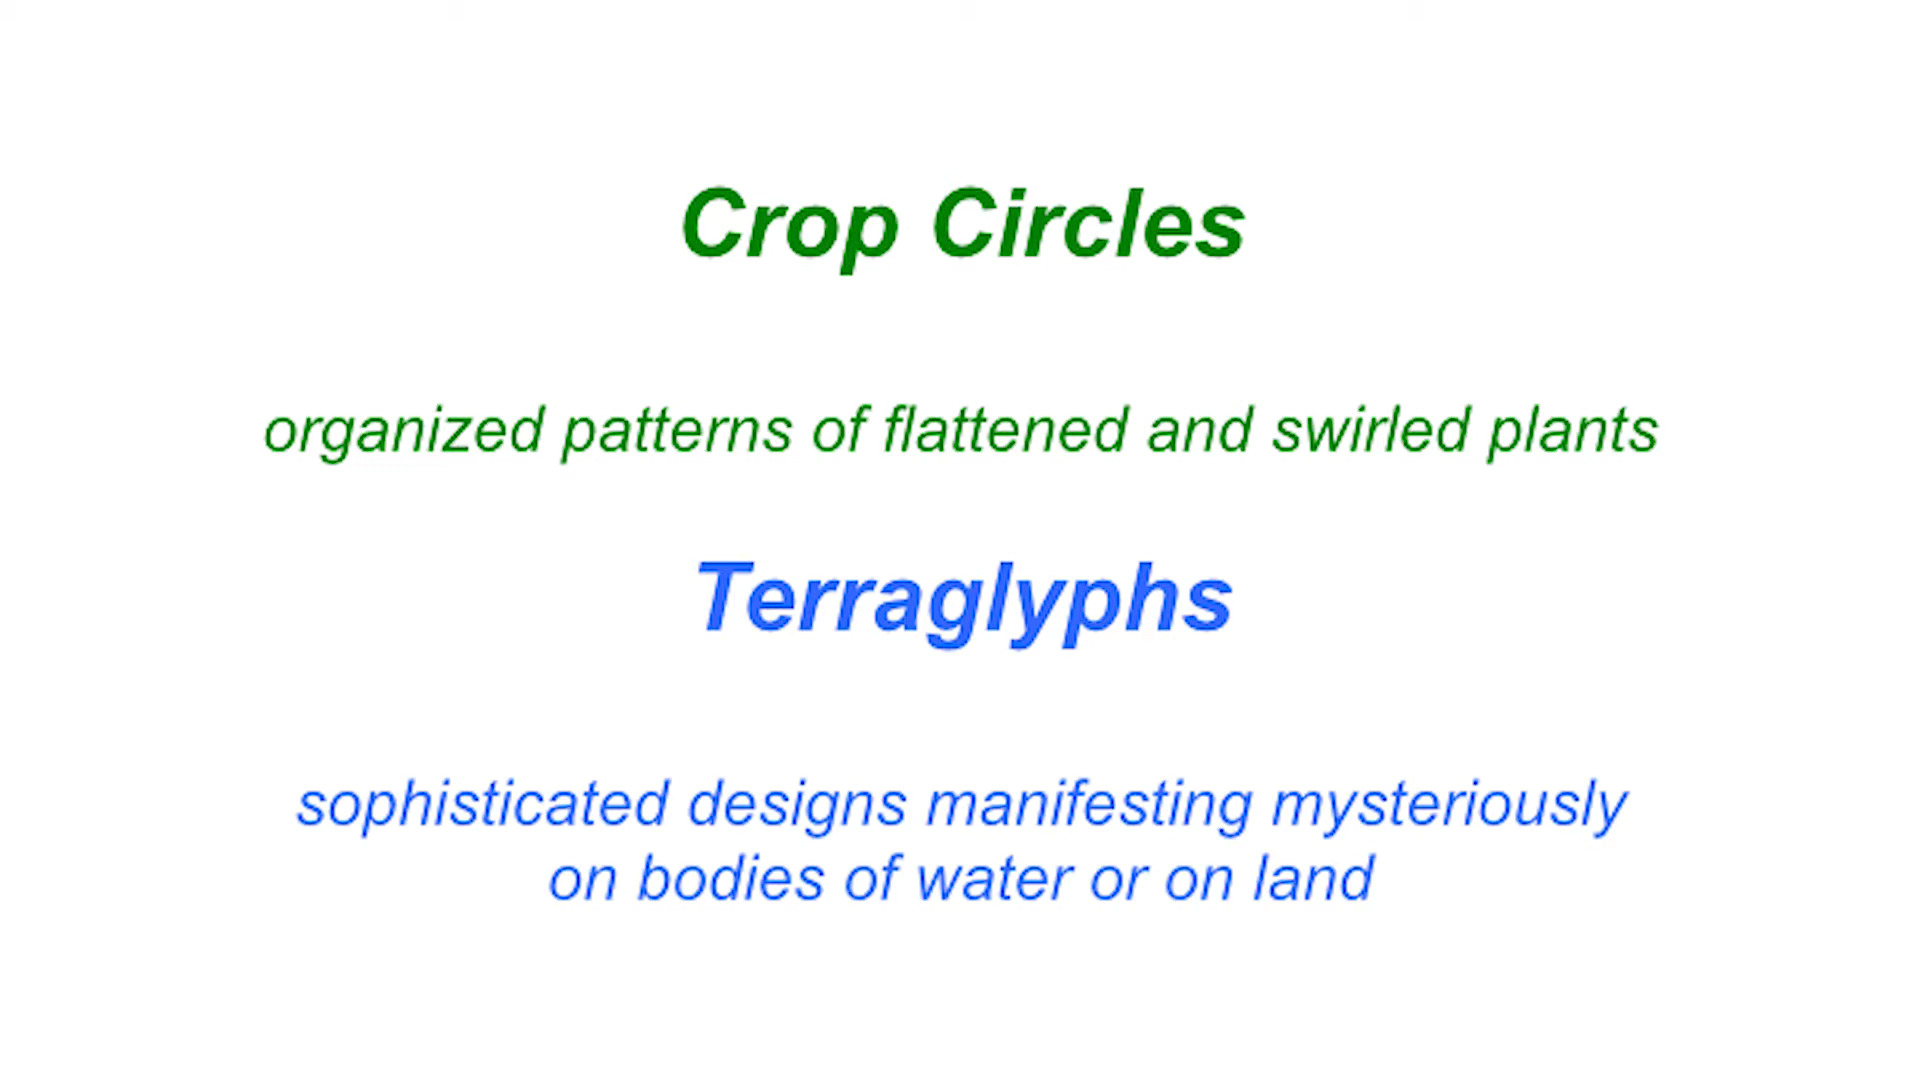 Crop Circles
organized patterns of flattened and swirled plants
Terraglyphs
sophisticated designs manifesting mysteriously
on bodies of water or on land